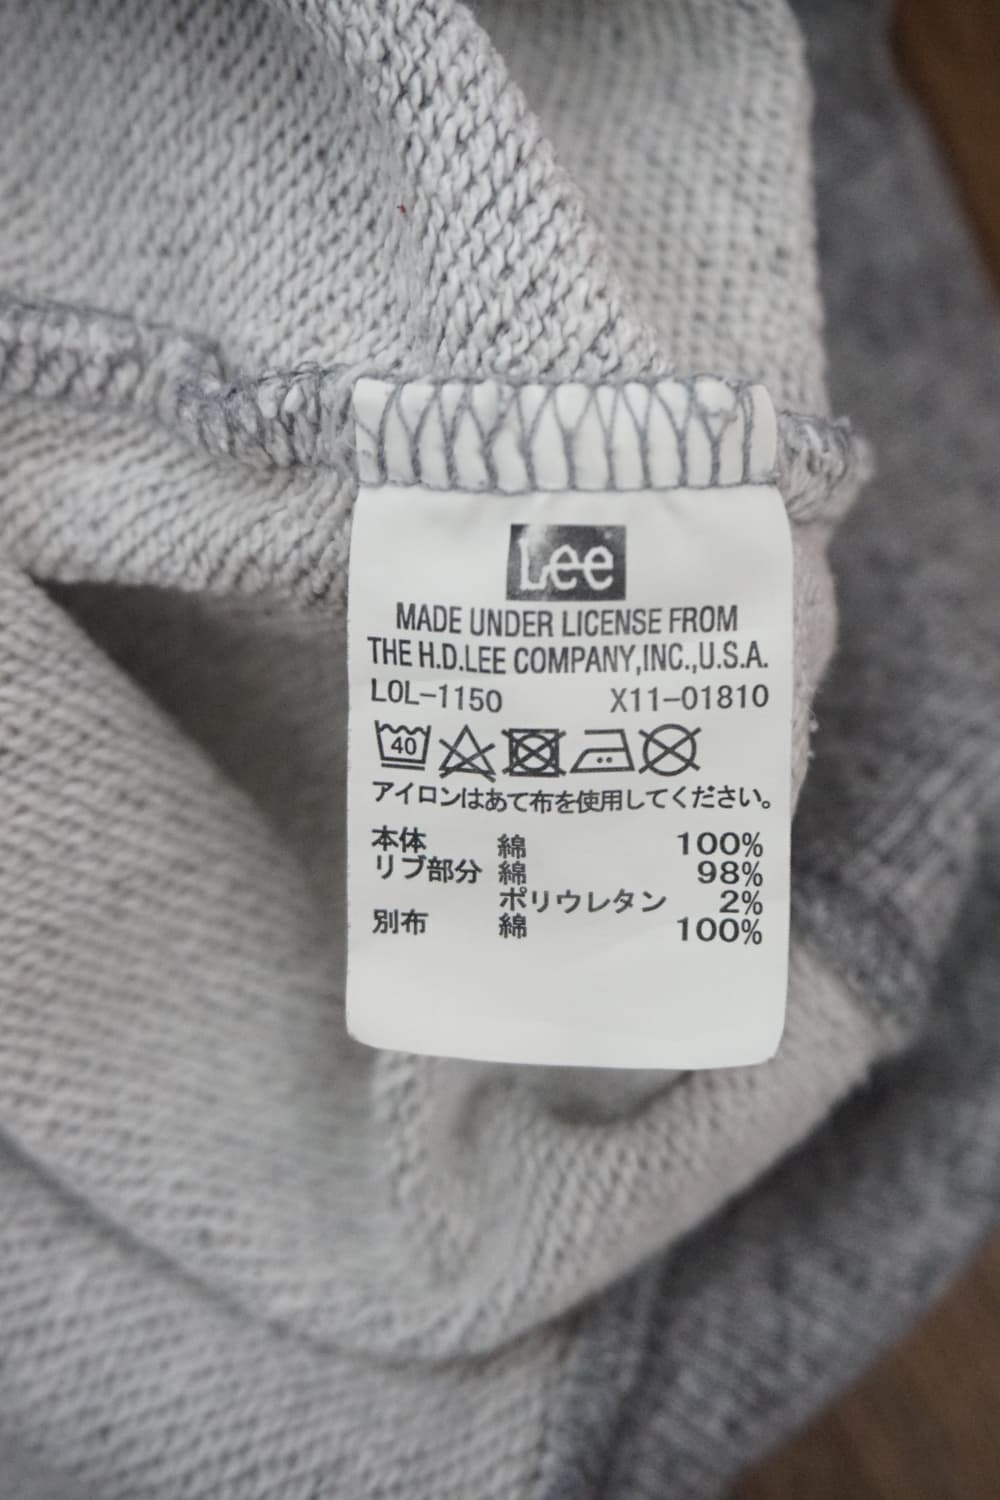 Lee
MADE UNDER LICENSE FROM
THE H.D.LEE COMPANY,INC.,U.S.A.
LOL-1150 X11-01810
40
アイロンはあて布を使用してください。
本体 綿 100%
リブ部分 綿 98%
ポリウレタン 2%
別布 綿 100%